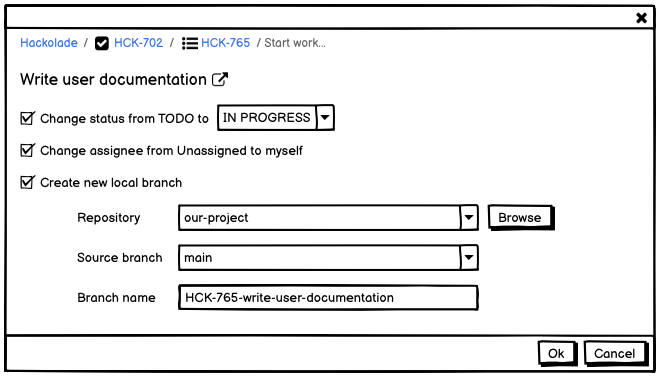 Hackolade / HCK-702 / HCK-765 / Start work...
Write user documentation
Change status from TODO to IN PROGRESS
Change assignee from Unassigned to myself
Create new local branch
Repository our-project Browse
Source branch main
Branch name HCK-765-write-user-documentation
Ok Cancel